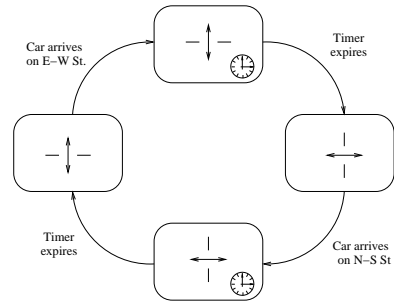 Car arrives
on E–W St.
Timer
expires
Timer
expires
Car arrives
on N–S St